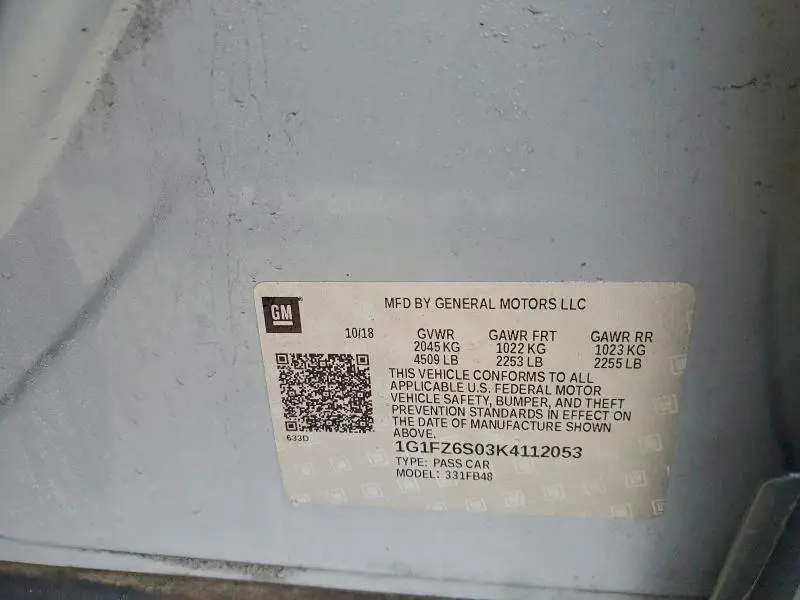 GM
MFD BY GENERAL MOTORS LLC
10/18 GVWR GAWR FRT GAWR RR
2045 KG 1022 KG 1023 KG
4509 LB 2253 LB 2255 LB
THIS VEHICLE CONFORMS TO ALL
APPLICABLE U.S. FEDERAL MOTOR
VEHICLE SAFETY, BUMPER, AND THEFT
PREVENTION STANDARDS IN EFFECT ON
THE DATE OF MANUFACTURE SHOWN
ABOVE.
633D
1G1FZ6S03K4112053
TYPE: PASS CAR
MODEL: 331FB48